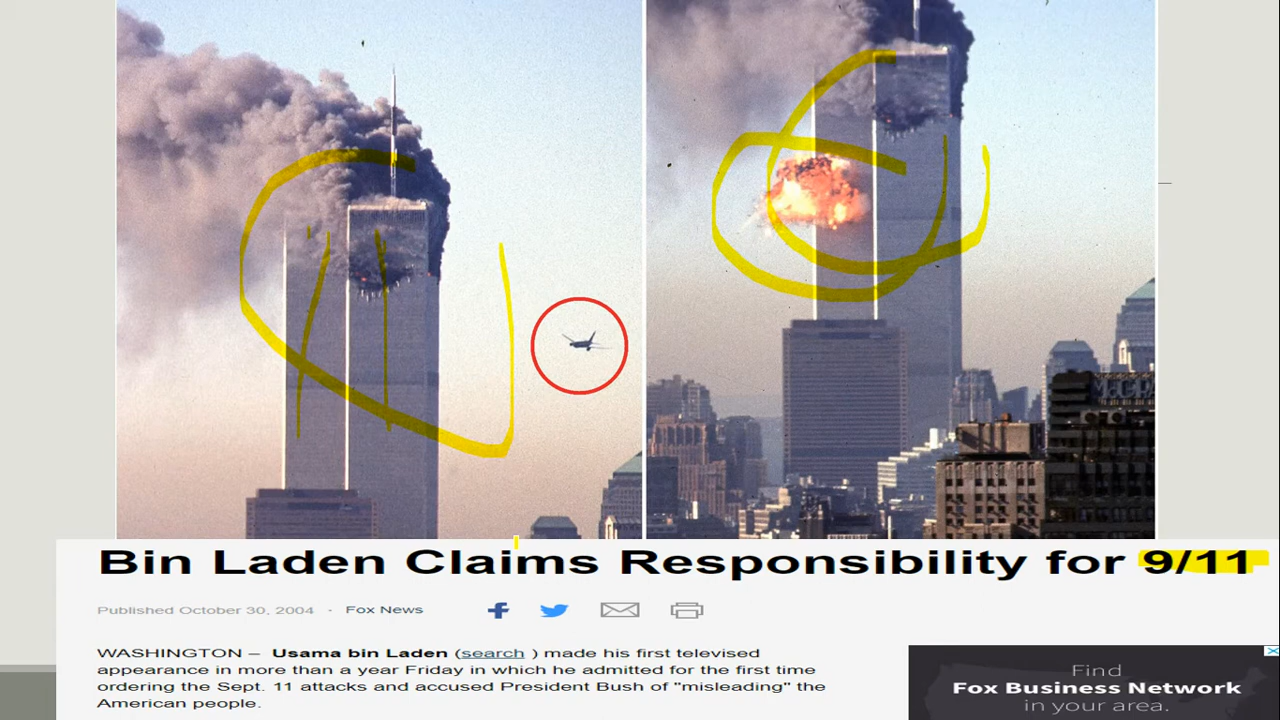 Bin Laden Claims Responsibility for 9/11
Published October 30, 2004 · Fox News
WASHINGTON – Usama bin Laden (search ) made his first televised
appearance in more than a year Friday in which he admitted for the first time
ordering the Sept. 11 attacks and accused President Bush of "misleading" the
American people.
Find
Fox Business Network
in your area.